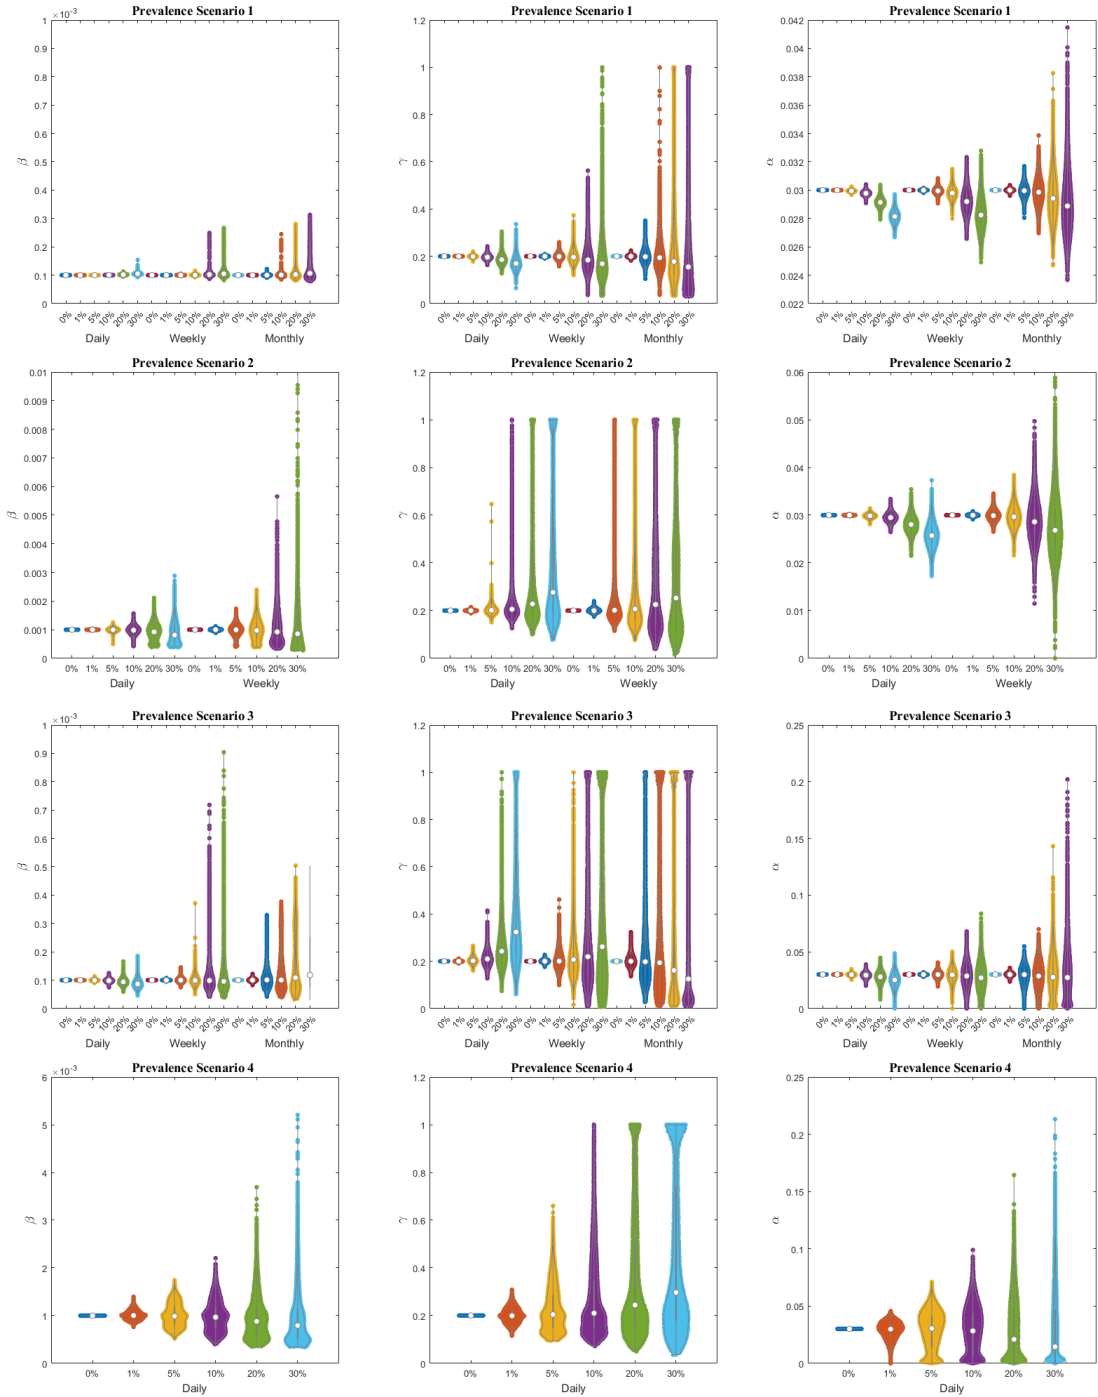 Prevalence Scenario 1
×10⁻³
1
0.9
0.8
0.7
0.6
0.5
0.4
0.3
0.2
0.1
0
β
0% 1% 5% 10% 20% 30% 0% 1% 5% 10% 20% 30% 0% 1% 5% 10% 20% 30%
Daily Weekly Monthly
Prevalence Scenario 1
1.2
1
0.8
0.6
0.4
0.2
0
γ
0% 1% 5% 10% 20% 30% 0% 1% 5% 10% 20% 30% 0% 1% 5% 10% 20% 30%
Daily Weekly Monthly
Prevalence Scenario 1
0.042
0.04
0.038
0.036
0.034
0.032
0.03
0.028
0.026
0.024
0.022
α
0% 1% 5% 10% 20% 30% 0% 1% 5% 10% 20% 30% 0% 1% 5% 10% 20% 30%
Daily Weekly Monthly
Prevalence Scenario 2
0.01
0.009
0.008
0.007
0.006
0.005
0.004
0.003
0.002
0.001
0
β
0% 1% 5% 10% 20% 30% 0% 1% 5% 10% 20% 30%
Daily Weekly
Prevalence Scenario 2
1.2
1
0.8
0.6
0.4
0.2
0
γ
0% 1% 5% 10% 20% 30% 0% 1% 5% 10% 20% 30%
Daily Weekly
Prevalence Scenario 2
0.06
0.05
0.04
0.03
0.02
0.01
0
α
0% 1% 5% 10% 20% 30% 0% 1% 5% 10% 20% 30%
Daily Weekly
Prevalence Scenario 3
×10⁻³
1
0.9
0.8
0.7
0.6
0.5
0.4
0.3
0.2
0.1
0
β
0% 1% 5% 10% 20% 30% 0% 1% 5% 10% 20% 30% 0% 1% 5% 10% 20% 30%
Daily Weekly Monthly
Prevalence Scenario 3
1.2
1
0.8
0.6
0.4
0.2
0
γ
0% 1% 5% 10% 20% 30% 0% 1% 5% 10% 20% 30% 0% 1% 5% 10% 20% 30%
Daily Weekly Monthly
Prevalence Scenario 3
0.25
0.2
0.15
0.1
0.05
0
α
0% 1% 5% 10% 20% 30% 0% 1% 5% 10% 20% 30% 0% 1% 5% 10% 20% 30%
Daily Weekly Monthly
Prevalence Scenario 4
×10⁻³
6
5
4
3
2
1
0
β
0% 1% 5% 10% 20% 30%
Daily
Prevalence Scenario 4
1.2
1
0.8
0.6
0.4
0.2
0
γ
0% 1% 5% 10% 20% 30%
Daily
Prevalence Scenario 4
0.25
0.2
0.15
0.1
0.05
0
α
0% 1% 5% 10% 20% 30%
Daily